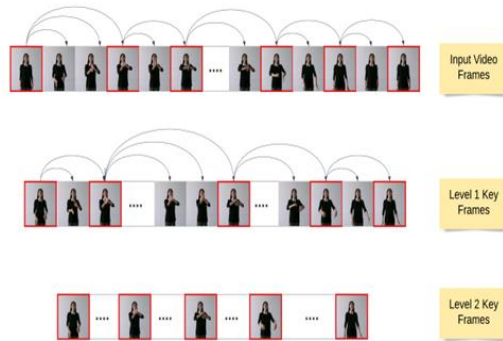 ....
Input Video
Frames
.... ....
Level 1 Key
Frames
.... .... .... ....
Level 2 Key
Frames